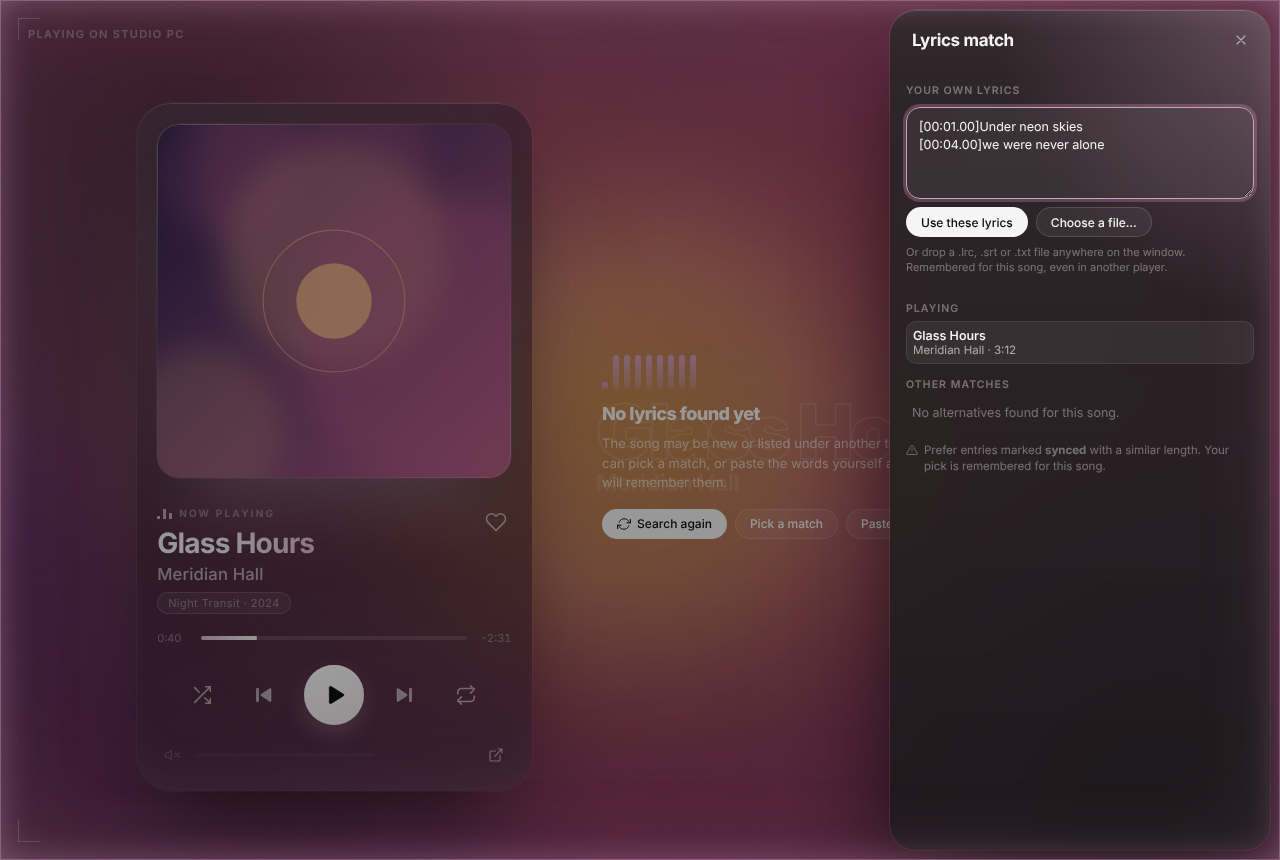 PLAYING ON STUDIO PC
NOW PLAYING
Glass Hours
Meridian Hall
Night Transit · 2024
0:40
-2:31
Glass Ho
Meridian Hall
No lyrics found yet
The song may be new or listed under another t
can pick a match, or paste the words yourself a
will remember them.
Search again
Pick a match
Paste
Lyrics match
YOUR OWN LYRICS
[00:01.00]Under neon skies
[00:04.00]we were never alone
Use these lyrics
Choose a file...
Or drop a .lrc, .srt or .txt file anywhere on the window.
Remembered for this song, even in another player.
PLAYING
Glass Hours
Meridian Hall · 3:12
OTHER MATCHES
No alternatives found for this song.
Prefer entries marked synced with a similar length. Your
pick is remembered for this song.